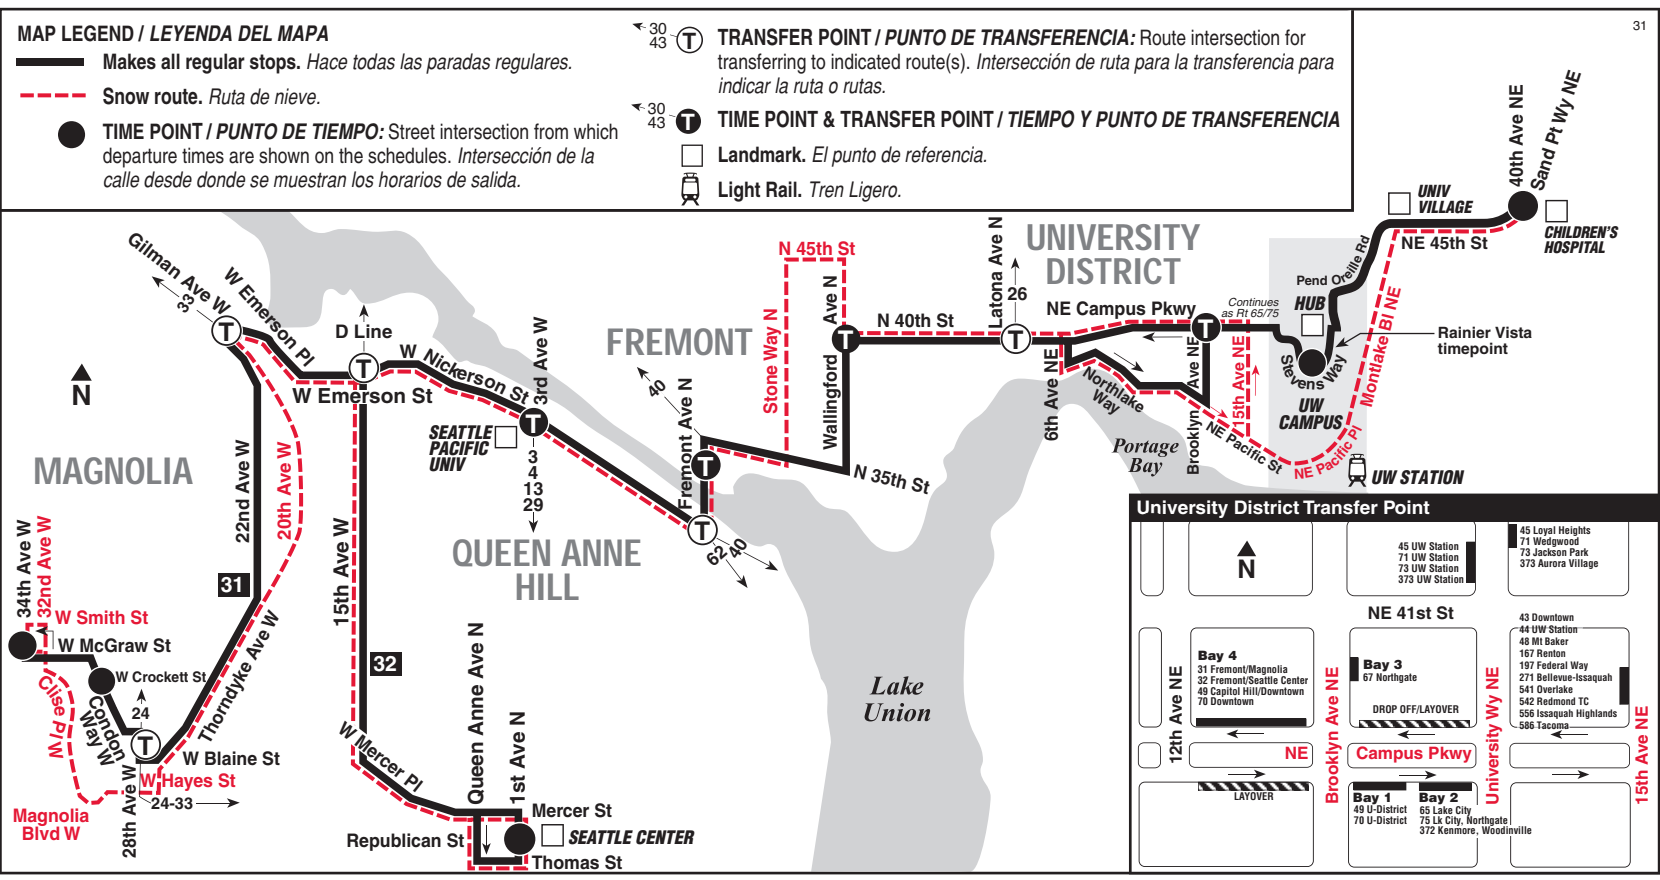 MAP LEGEND / LEYENDA DEL MAPA
Makes all regular stops. Hace todas las paradas regulares.
Snow route. Ruta de nieve.
TIME POINT / PUNTO DE TIEMPO: Street intersection from which
departure times are shown on the schedules. Intersección de la
calle desde donde se muestran los horarios de salida.
30
43
T
TRANSFER POINT / PUNTO DE TRANSFERENCIA: Route intersection for
transferring to indicated route(s). Intersección de ruta para la transferencia para
indicar la ruta o rutas.
30
43
T
TIME POINT & TRANSFER POINT / TIEMPO Y PUNTO DE TRANSFERENCIA
Landmark. El punto de referencia.
Light Rail. Tren Ligero.
31
N
MAGNOLIA
Gilman Ave W
33
T
W Emerson Pl
D Line
T
W Emerson St
W Nickerson St
3rd Ave W
T
SEATTLE
PACIFIC
UNIV
3
4
13
29
22nd Ave W
20th Ave W
31
34th Ave W
32nd Ave W
W Smith St
W McGraw St
W Crockett St
Clise Pl W
Condon
Way W
24
T
Thorndyke Ave W
W Blaine St
W Hayes St
24-33
28th Ave W
Magnolia
Blvd W
15th Ave W
32
QUEEN ANNE
HILL
W Mercer Pl
Queen Anne Ave N
1st Ave N
Mercer St
Republican St
SEATTLE CENTER
Thomas St
FREMONT
40
Fremont Ave N
T
T
62
40
N 45th St
Stone Way N
Wallingford
Ave N
T
N 35th St
N 40th St
Latona Ave N
26
T
UNIVERSITY
DISTRICT
NE Campus Pkwy
Continues
as Rt 65/75
T
6th Ave NE
Northlake
Way
Brooklyn
Ave NE
15th Ave NE
NE Pacific St
NE Pacific Pl
Portage
Bay
Lake
Union
HUB
Stevens Way
UW
CAMPUS
Pend Oreille Rd
Montlake Bl NE
Rainier Vista
timepoint
UW STATION
UNIV
VILLAGE
NE 45th St
40th Ave NE
Sand Pt Wy NE
CHILDREN'S
HOSPITAL
University District Transfer Point
N
45 UW Station
71 UW Station
73 UW Station
373 UW Station
45 Loyal Heights
71 Wedgwood
73 Jackson Park
373 Aurora Village
NE 41st St
12th Ave NE
Bay 4
31 Fremont/Magnolia
32 Fremont/Seattle Center
49 Capitol Hill/Downtown
70 Downtown
Brooklyn Ave NE
Bay 3
67 Northgate
DROP OFF/LAYOVER
University Wy NE
43 Downtown
44 UW Station
48 Mt Baker
167 Renton
197 Federal Way
271 Bellevue-Issaquah
541 Overlake
542 Redmond TC
556 Issaquah Highlands
586 Tacoma
15th Ave NE
NE
Campus Pkwy
LAYOVER
Bay 1
49 U-District
70 U-District
Bay 2
65 Lake City
75 Lk City, Northgate
372 Kenmore, Woodinville